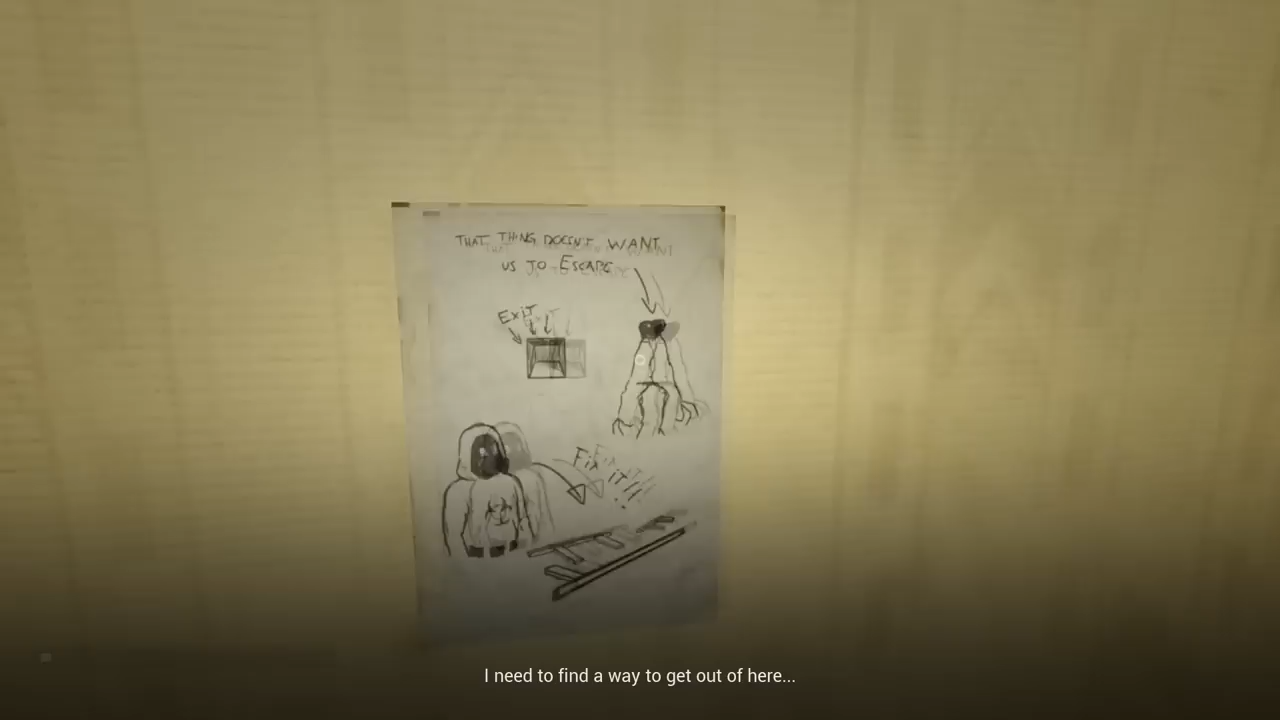 THAT THING DOESN'T WANT
US TO ESCAPE
EXIT
FIX IT!!!
I need to find a way to get out of here...